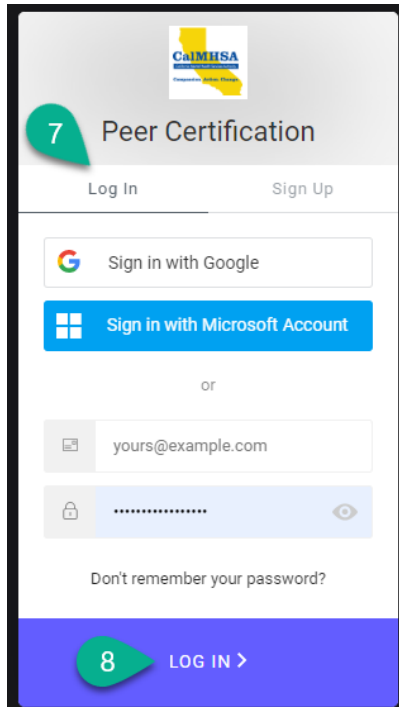 CalMHSA
Compassion. Action. Change.
7
Peer Certification
Log In
Sign Up
Sign in with Google
Sign in with Microsoft Account
or
yours@example.com
•••••••••••••••••
Don't remember your password?
8
LOG IN >